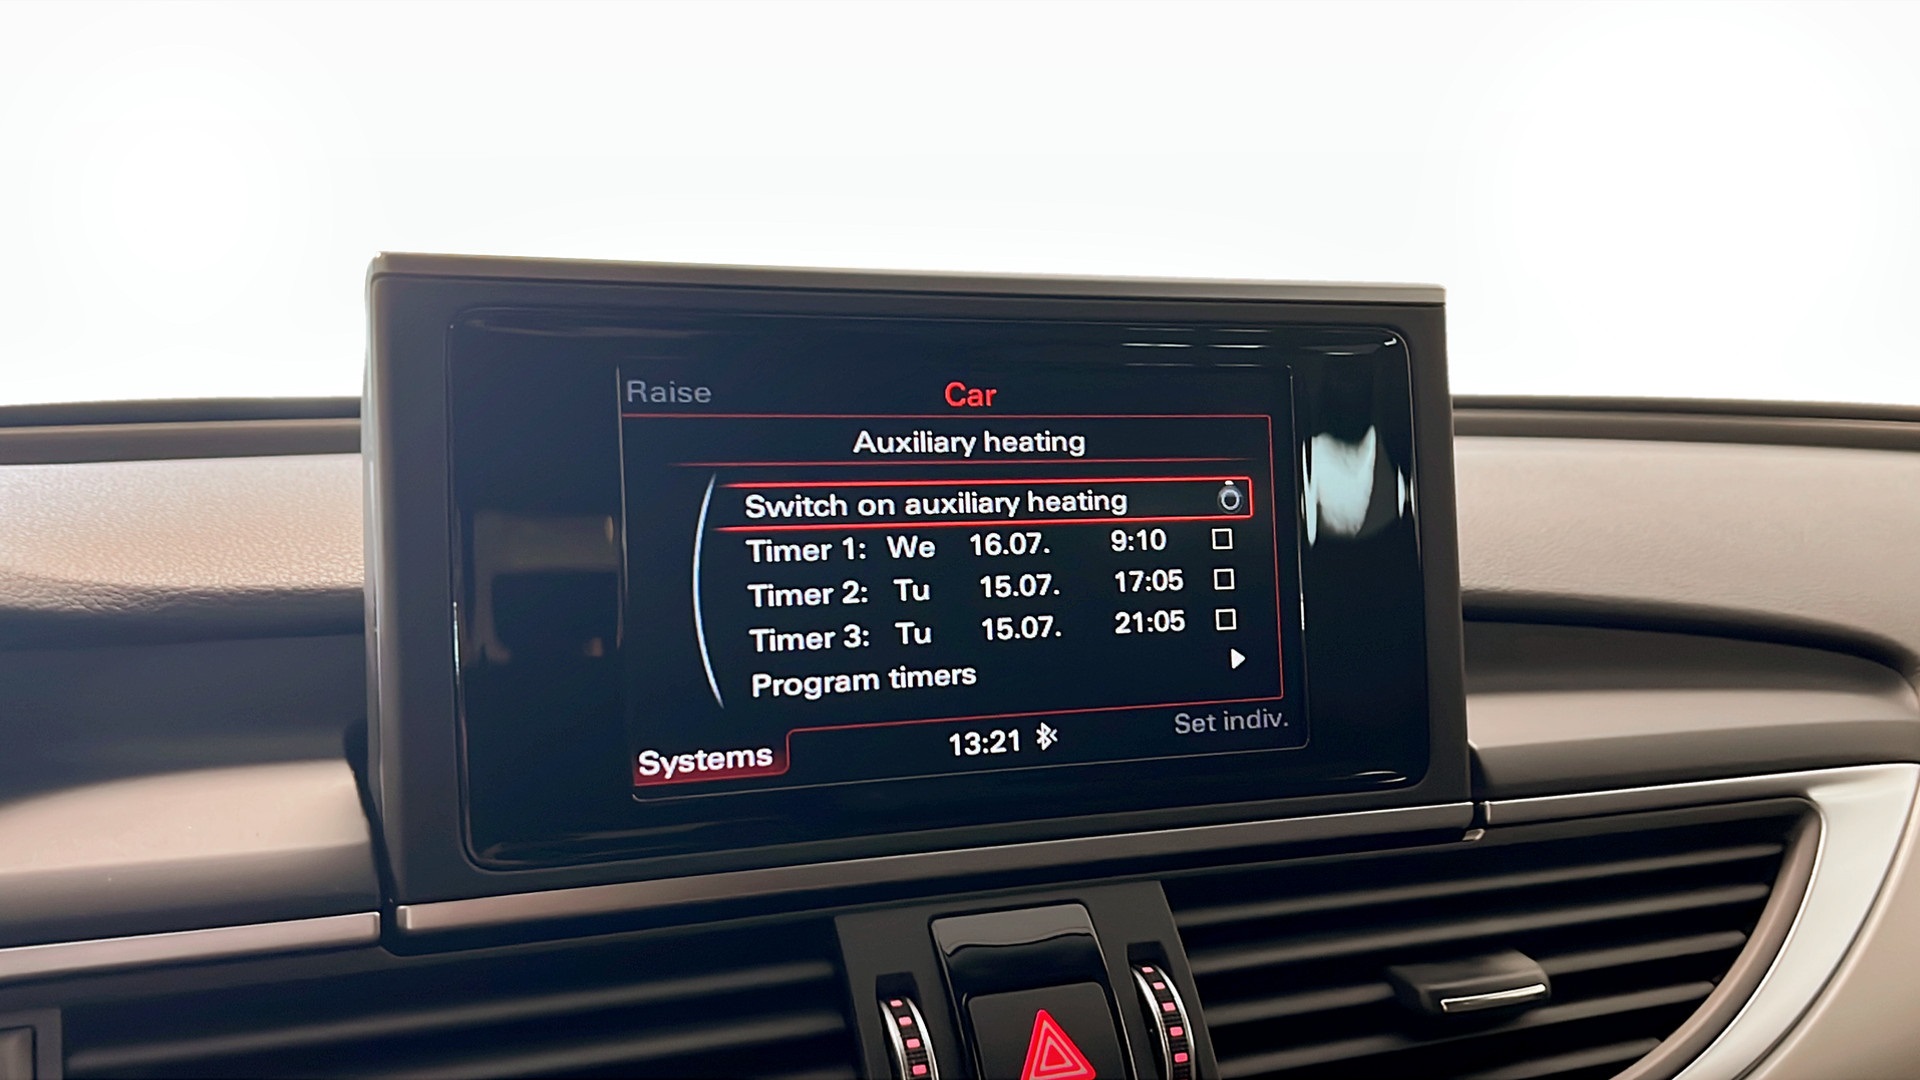 Raise Car
Auxiliary heating
Switch on auxiliary heating
Timer 1: We 16.07. 9:10
Timer 2: Tu 15.07. 17:05
Timer 3: Tu 15.07. 21:05
Program timers
Systems 13:21 Set indiv.